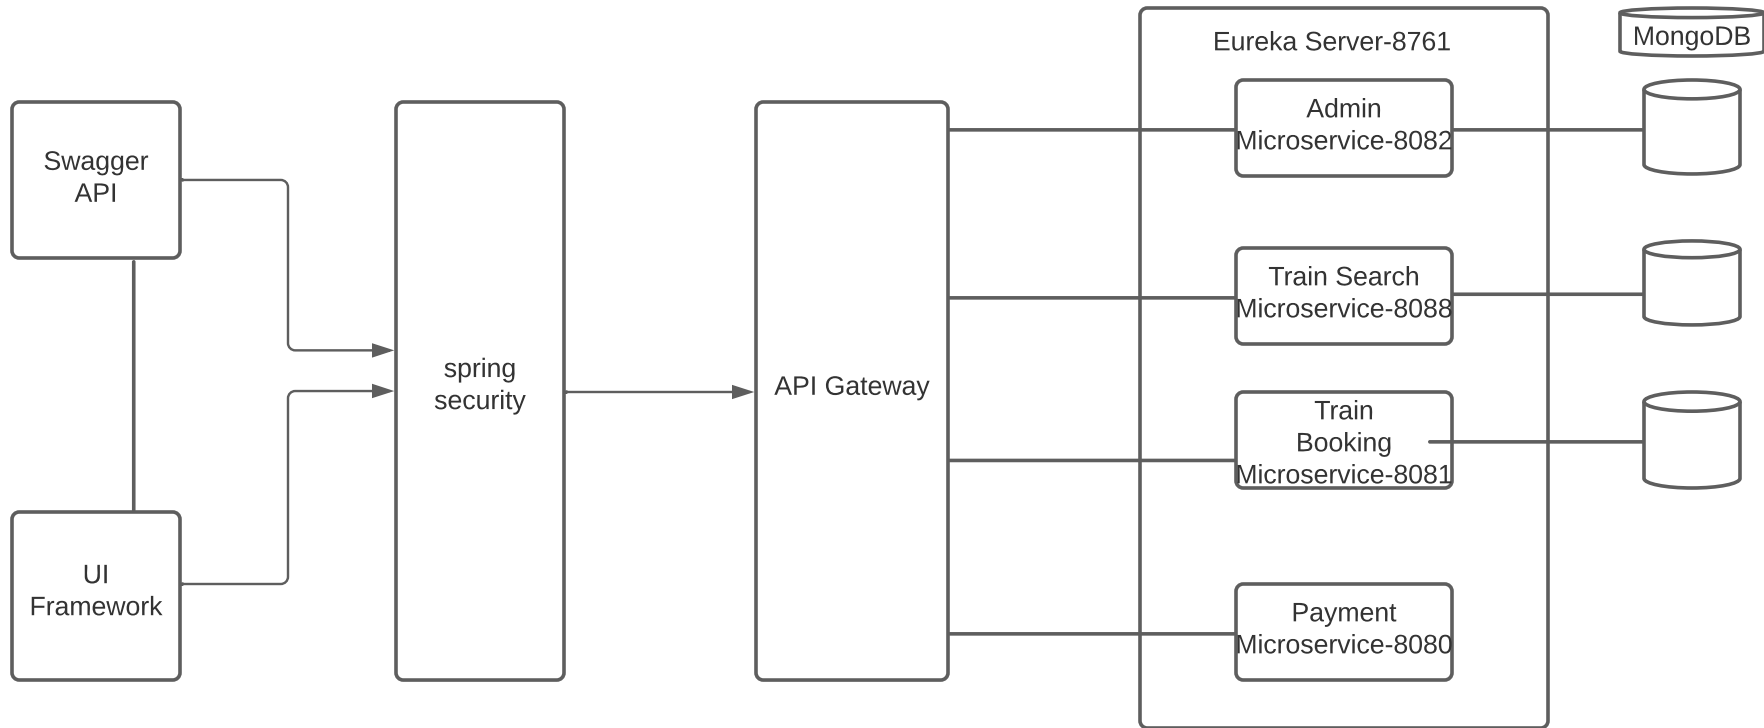 Swagger
API
UI
Framework
spring
security
API Gateway
Eureka Server-8761
Admin
Microservice-8082
Train Search
Microservice-8088
Train
Booking
Microservice-8081
Payment
Microservice-8080
MongoDB